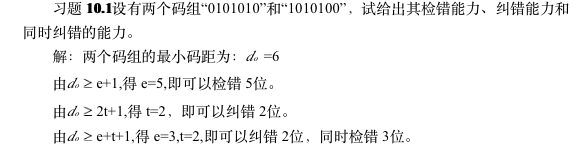 习题 10.1设有两个码组“0101010”和“1010100”，试给出其检错能力、纠错能力和
同时纠错的能力。
解：两个码组的最小码距为：d₀ =6
由d₀ ≥ e+1,得 e=5,即可以检错 5位。
由d₀ ≥ 2t+1,得 t=2，即可以纠错 2位。
由d₀ ≥ e+t+1,得 e=3,t=2,即可以纠错 2位，同时检错 3位。